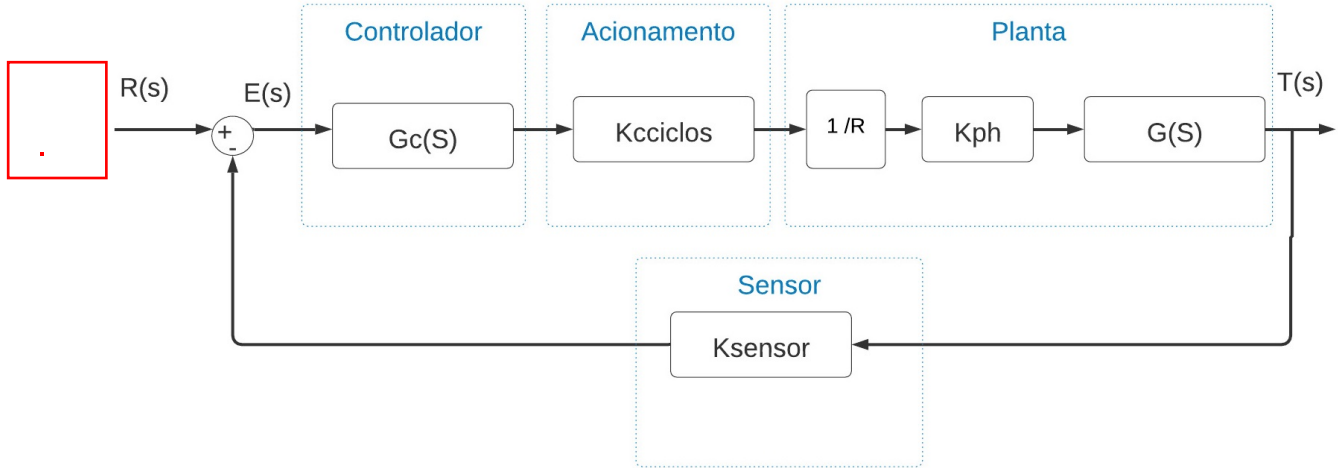 Controlador
Acionamento
Planta
R(s)
E(s)
T(s)
+
-
Gc(S)
Kcciclos
1 /R
Kph
G(S)
Sensor
Ksensor